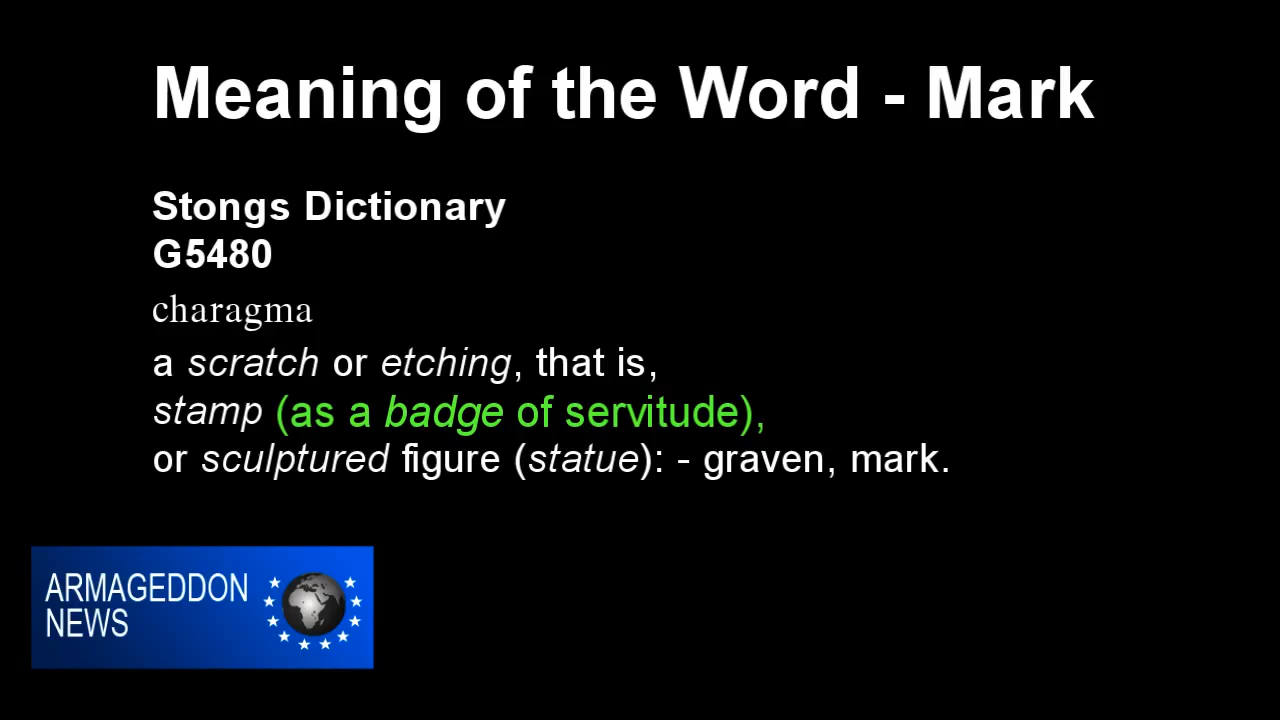 Meaning of the Word - Mark
Stongs Dictionary
G5480
charagma
a scratch or etching, that is,
stamp (as a badge of servitude),
or sculptured figure (statue): - graven, mark.
ARMAGEDDON
NEWS